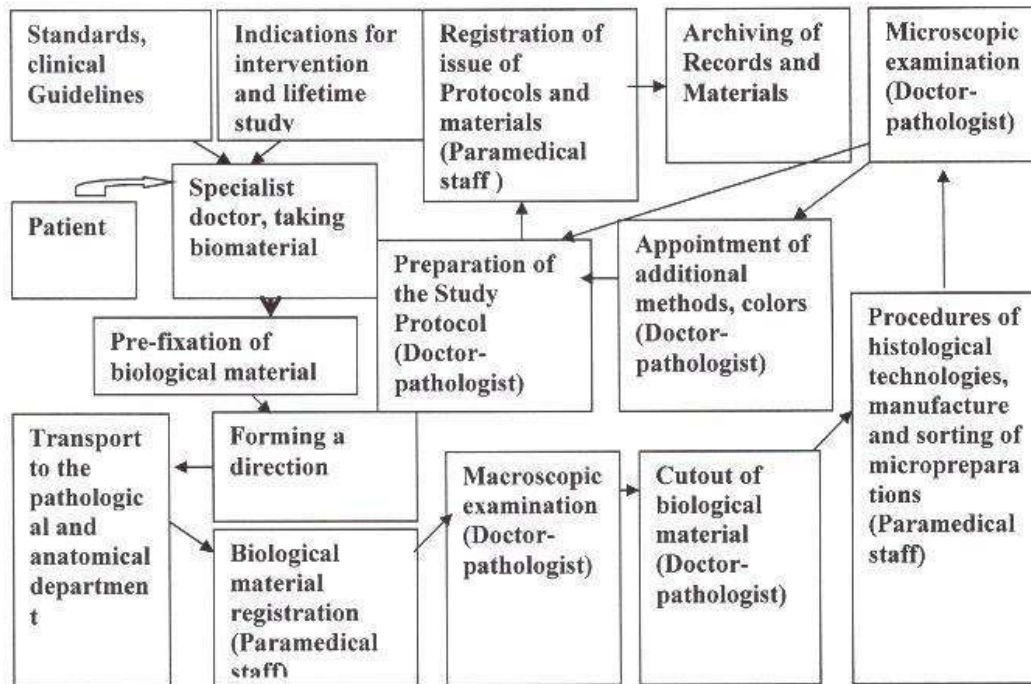 Standards,
clinical
Guidelines
Indications for
intervention
and lifetime
study
Registration of
issue of
Protocols and
materials
(Paramedical
staff )
Archiving of
Records and
Materials
Microscopic
examination
(Doctor-
pathologist)
Patient
Specialist
doctor, taking
biomaterial
Preparation of
the Study
Protocol
(Doctor-
pathologist)
Appointment of
additional
methods, colors
(Doctor-
pathologist)
Procedures of
histological
technologies,
manufacture
and sorting of
microprepara
tions
(Paramedical
staff)
Pre-fixation of
biological material
Transport
to the
pathologic
al and
anatomical
departmen
t
Forming a
direction
Biological
material
registration
(Paramedical
staff)
Macroscopic
examination
(Doctor-
pathologist)
Cutout of
biological
material
(Doctor-
pathologist)